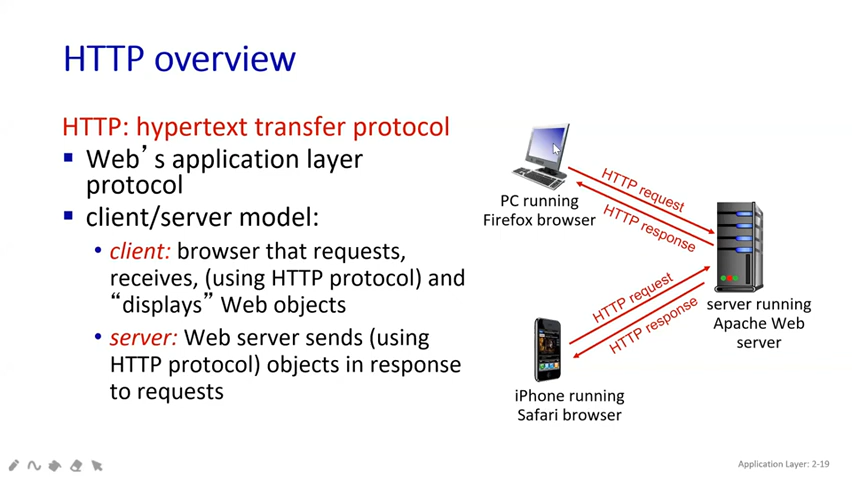 HTTP overview
HTTP: hypertext transfer protocol
▪ Web’s application layer
protocol
▪ client/server model:
• client: browser that requests,
receives, (using HTTP protocol) and
“displays” Web objects
• server: Web server sends (using
HTTP protocol) objects in response
to requests
PC running
Firefox browser
HTTP request
HTTP response
server running
Apache Web
server
HTTP request
HTTP response
iPhone running
Safari browser
Application Layer: 2-19